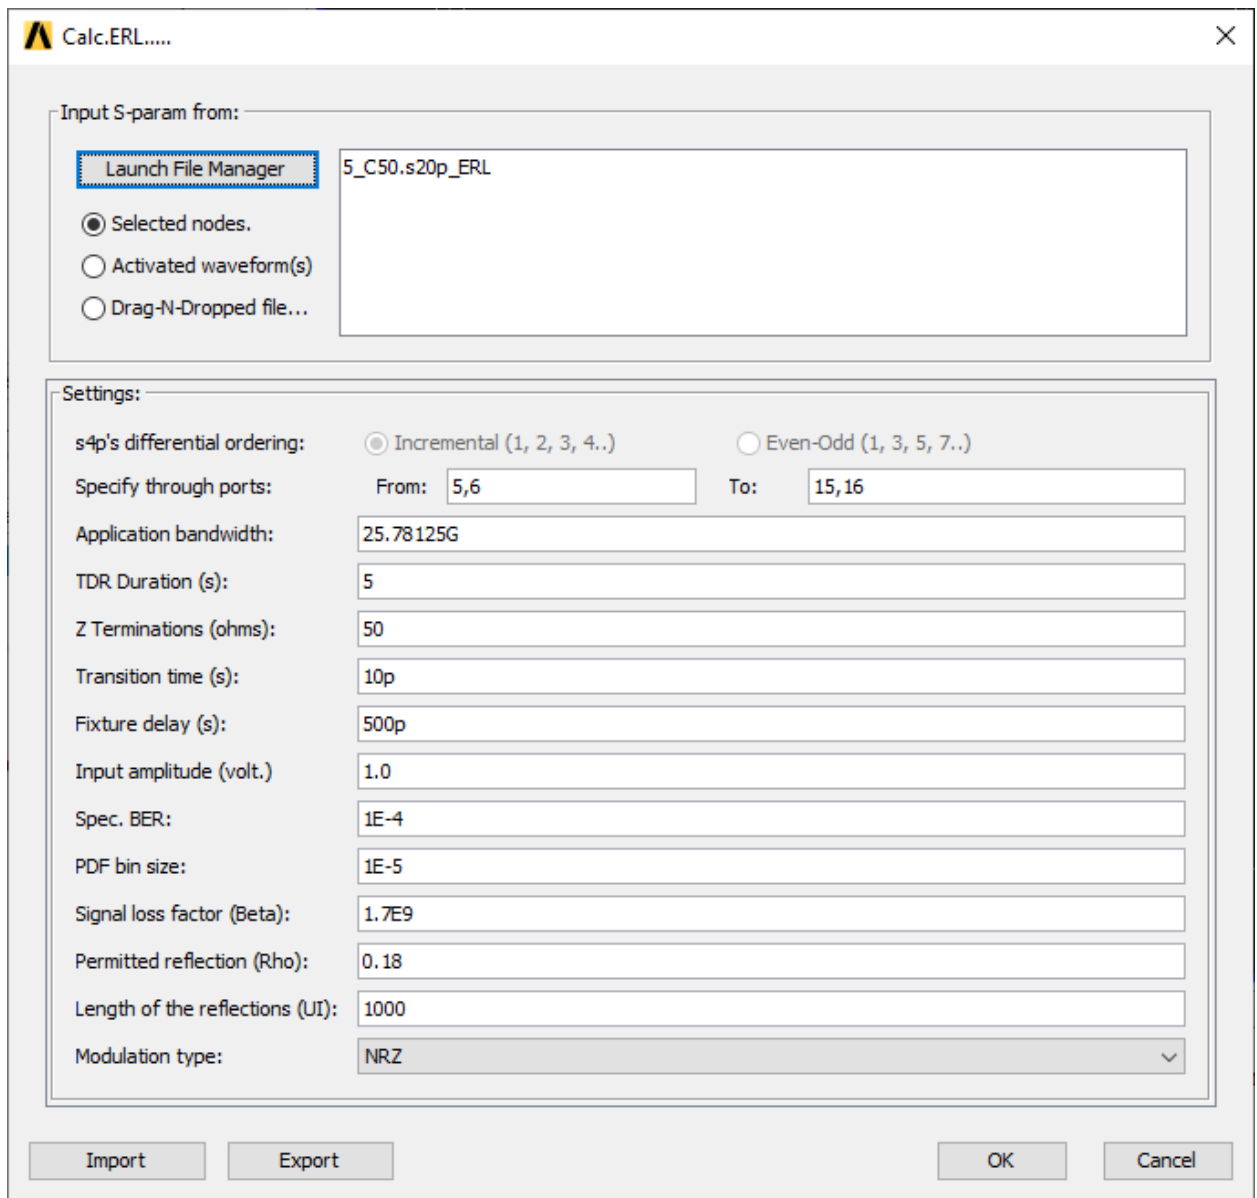 Calc.ERL.....
Input S-param from:
Launch File Manager
5_C50.s20p_ERL
Selected nodes.
Activated waveform(s)
Drag-N-Dropped file...
Settings:
s4p's differential ordering: Incremental (1, 2, 3, 4..) Even-Odd (1, 3, 5, 7..)
Specify through ports: From: 5,6 To: 15,16
Application bandwidth: 25.78125G
TDR Duration (s): 5
Z Terminations (ohms): 50
Transition time (s): 10p
Fixture delay (s): 500p
Input amplitude (volt.) 1.0
Spec. BER: 1E-4
PDF bin size: 1E-5
Signal loss factor (Beta): 1.7E9
Permitted reflection (Rho): 0.18
Length of the reflections (UI): 1000
Modulation type: NRZ
Import Export OK Cancel